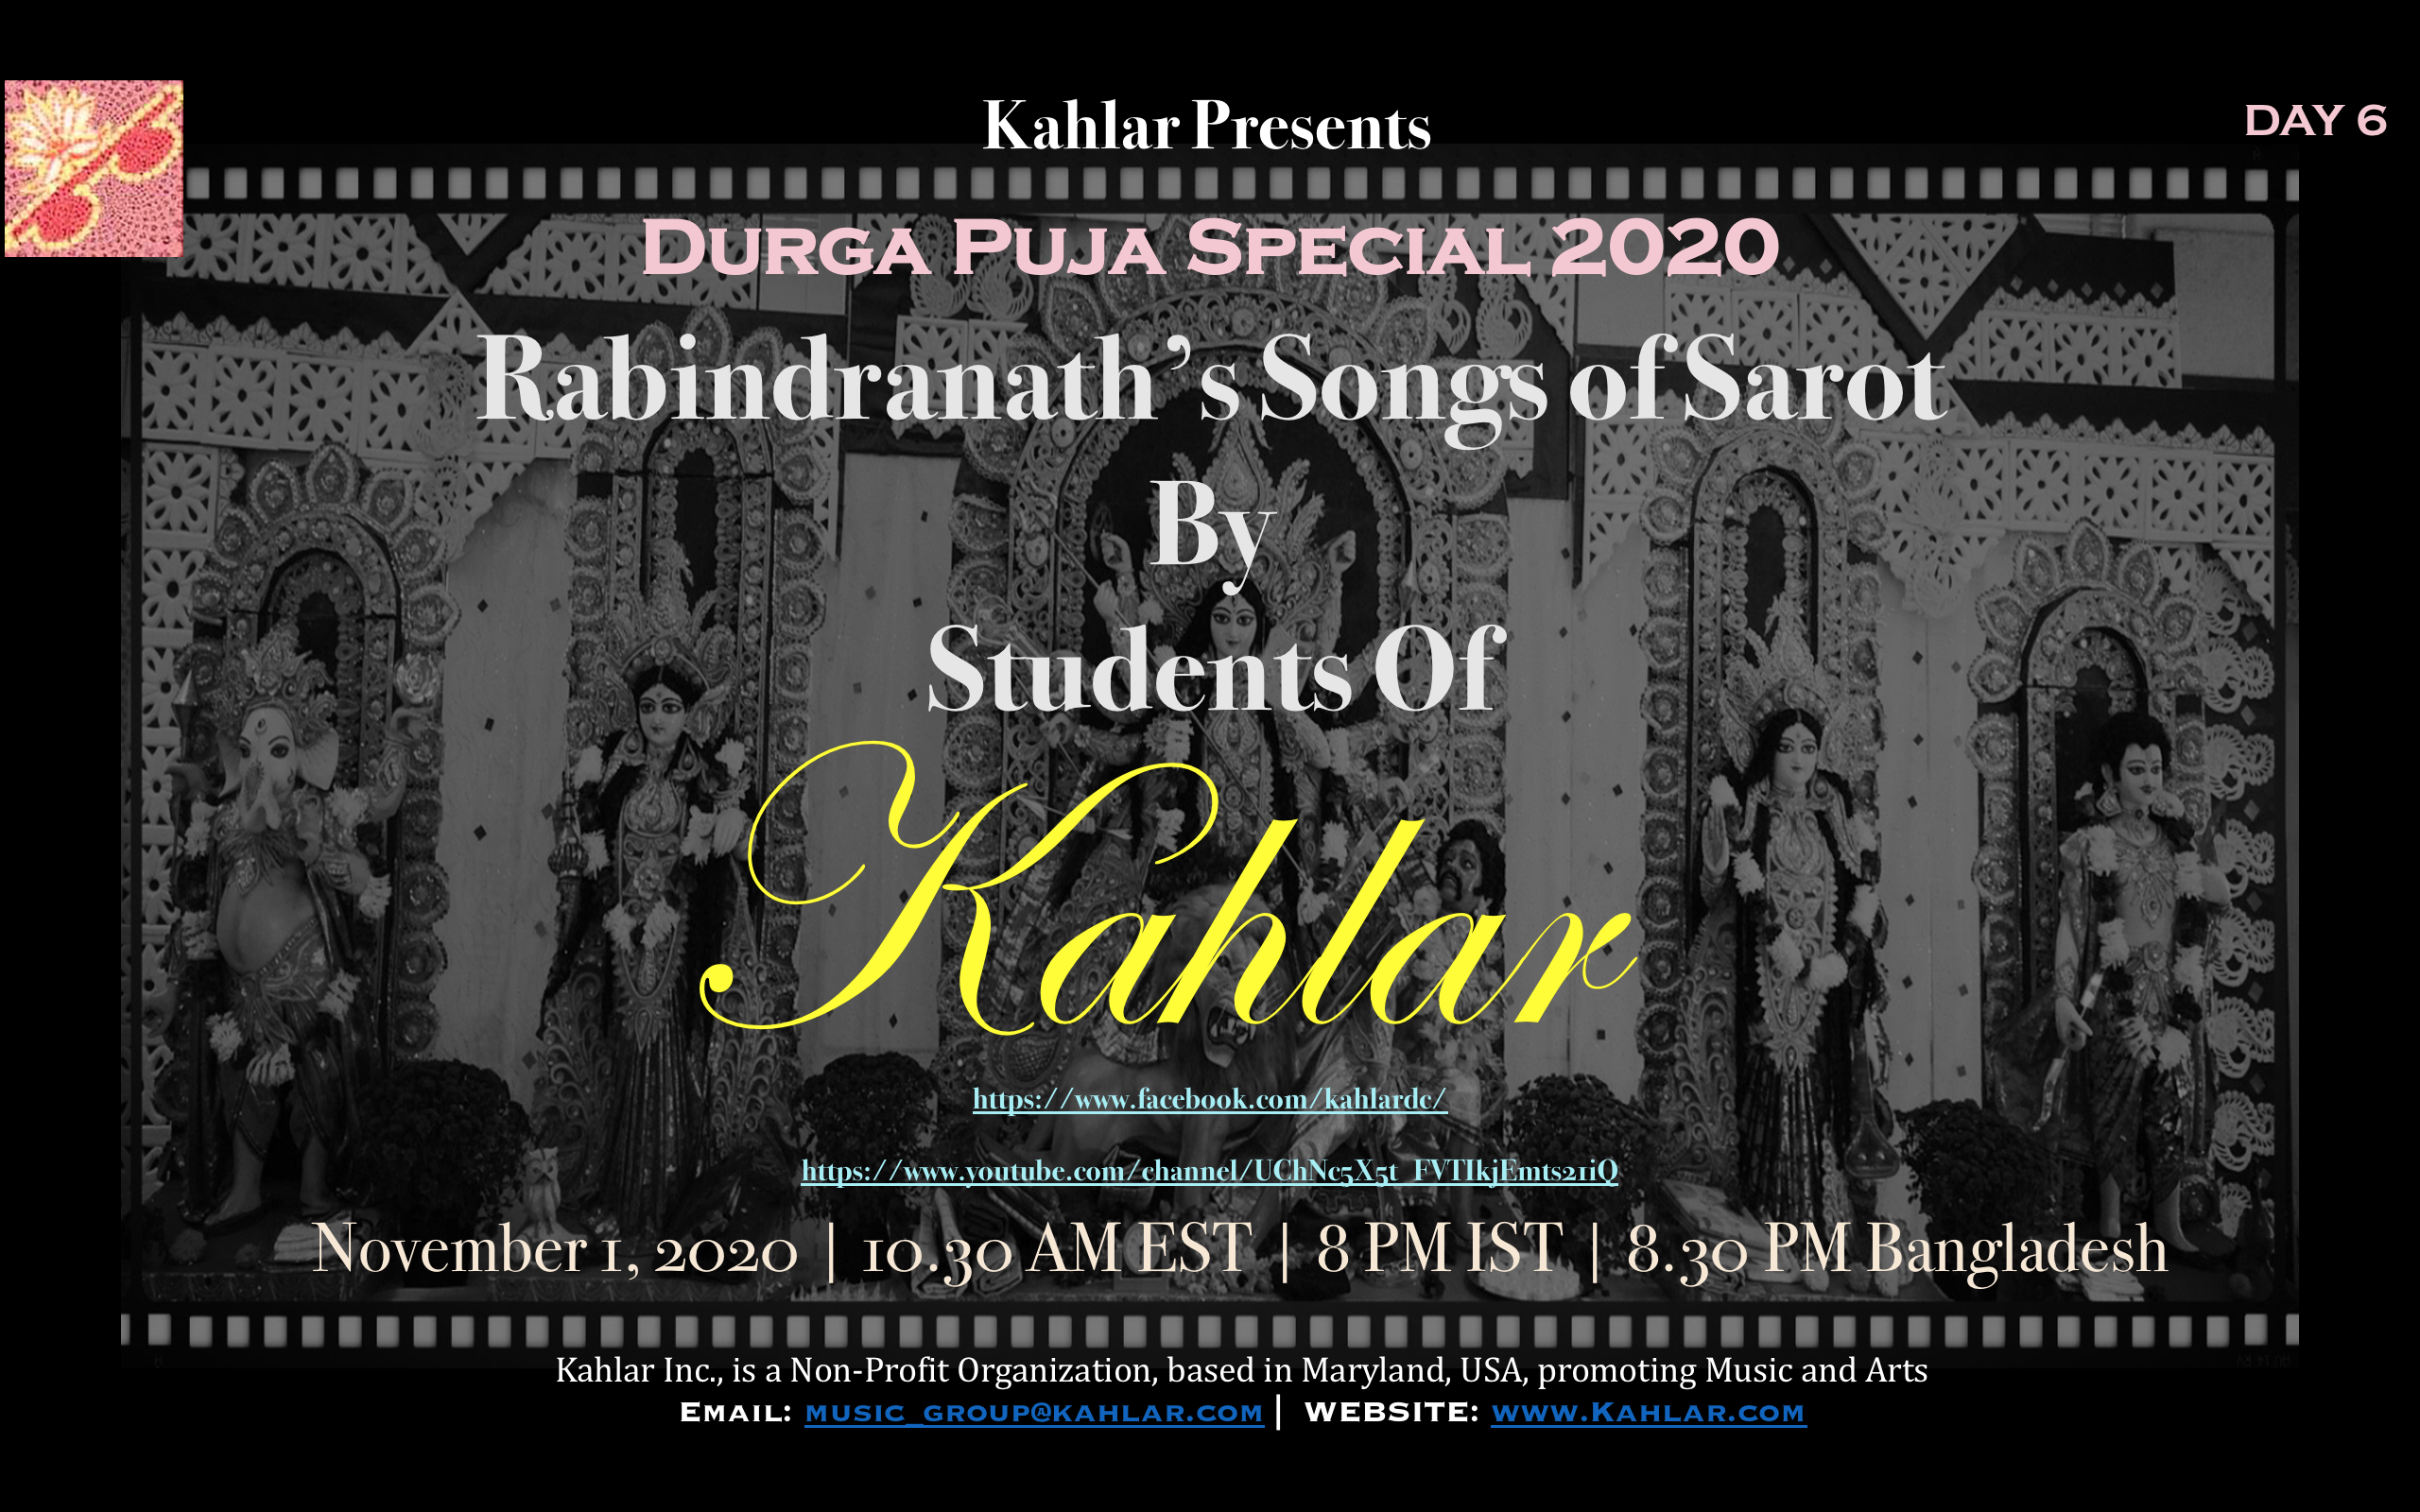 Kahlar Presents
DAY 6
Durga Puja Special 2020
Rabindranath's Songs of Sarot
By
Students Of
Kahlar
https://www.facebook.com/kahlardc/
https://www.youtube.com/channel/UChNc5X5t_FVTIkjEmts21iQ
November 1, 2020 | 10.30 AM EST | 8 PM IST | 8.30 PM Bangladesh
Kahlar Inc., is a Non-Profit Organization, based in Maryland, USA, promoting Music and Arts
Email: music_group@kahlar.com | WEBSITE: www.Kahlar.com